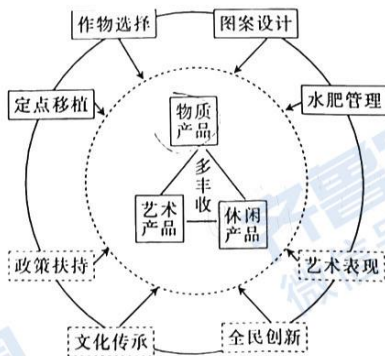 作物选择
图案设计
定点移植
水肥管理
物质
产品
多
丰
收
艺术
产品
休闲
产品
政策扶持
艺术表现
文化传承
全民创新